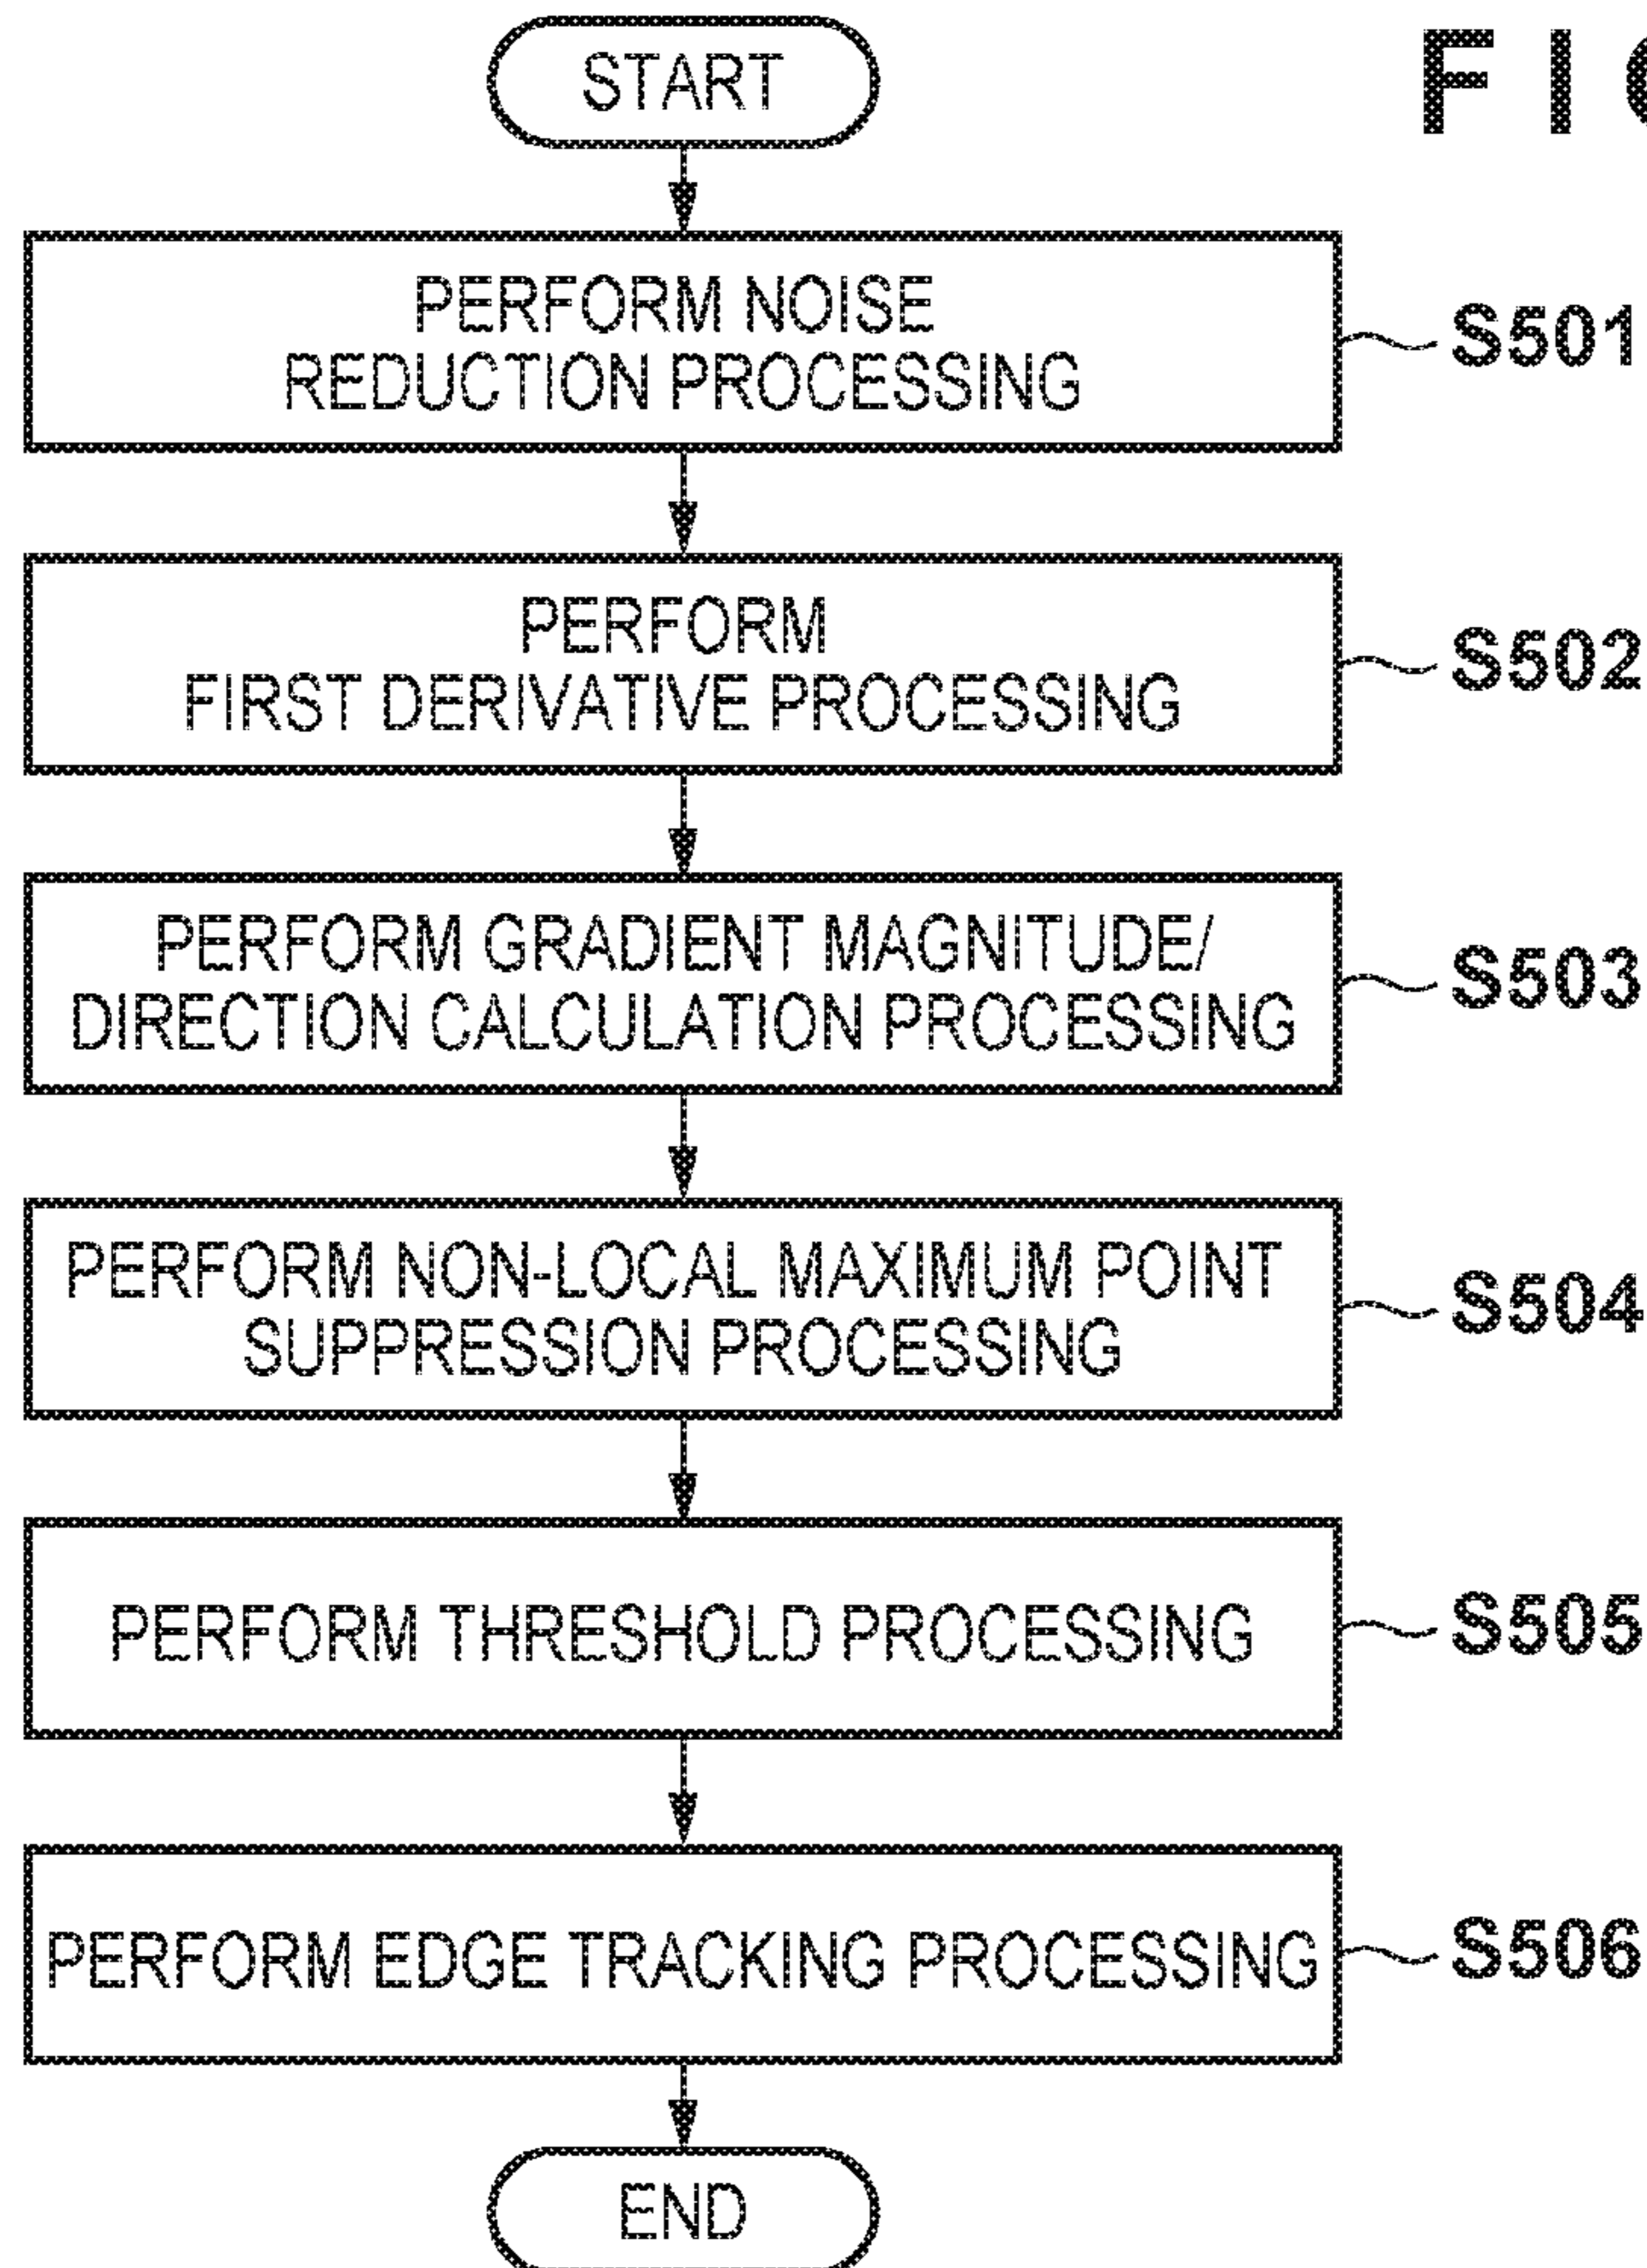 START
F I
PERFORM NOISE
REDUCTION PROCESSING
S501
PERFORM
FIRST DERIVATIVE PROCESSING
S502
PERFORM GRADIENT MAGNITUDE/
DIRECTION CALCULATION PROCESSING
S503
PERFORM NON-LOCAL MAXIMUM POINT
SUPPRESSION PROCESSING
S504
PERFORM THRESHOLD PROCESSING
S505
PERFORM EDGE TRACKING PROCESSING
S506
END